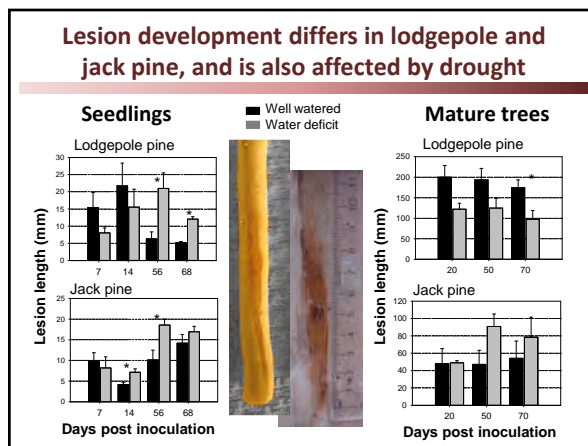 Lesion development differs in lodgepole and
jack pine, and is also affected by drought
Seedlings
Well watered
Water deficit
Mature trees
Lodgepole pine
Lesion length (mm)
30
25
20
15
10
5
0
*
*
7 14 56 68
Jack pine
25
20
15
10
5
0
*
*
7 14 56 68
Days post inoculation
Lodgepole pine
Lesion length (mm)
250
200
150
100
50
0
*
20 50 70
Jack pine
120
100
80
60
40
20
0
20 50 70
Days post inoculation